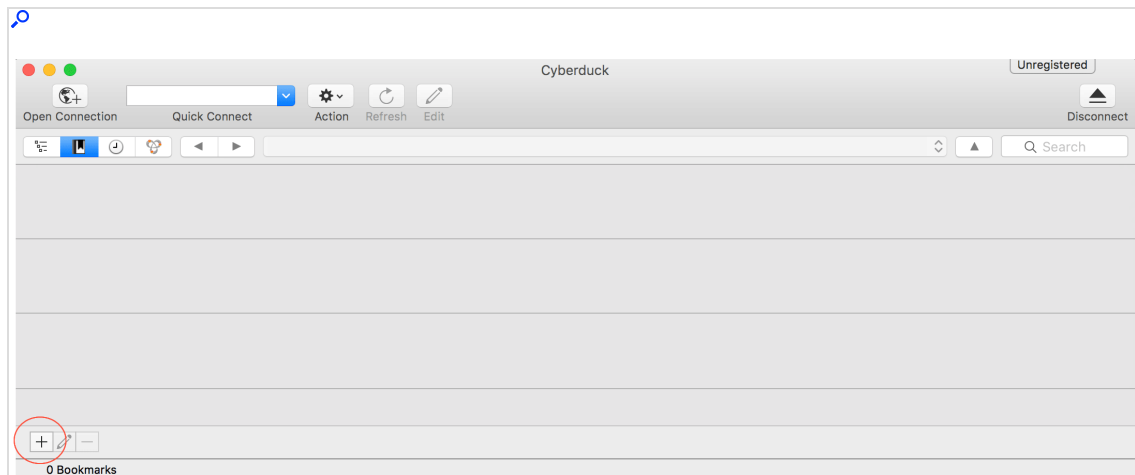 Cyberduck
Unregistered
Open Connection
Quick Connect
Action
Refresh
Edit
Disconnect
Search
0 Bookmarks